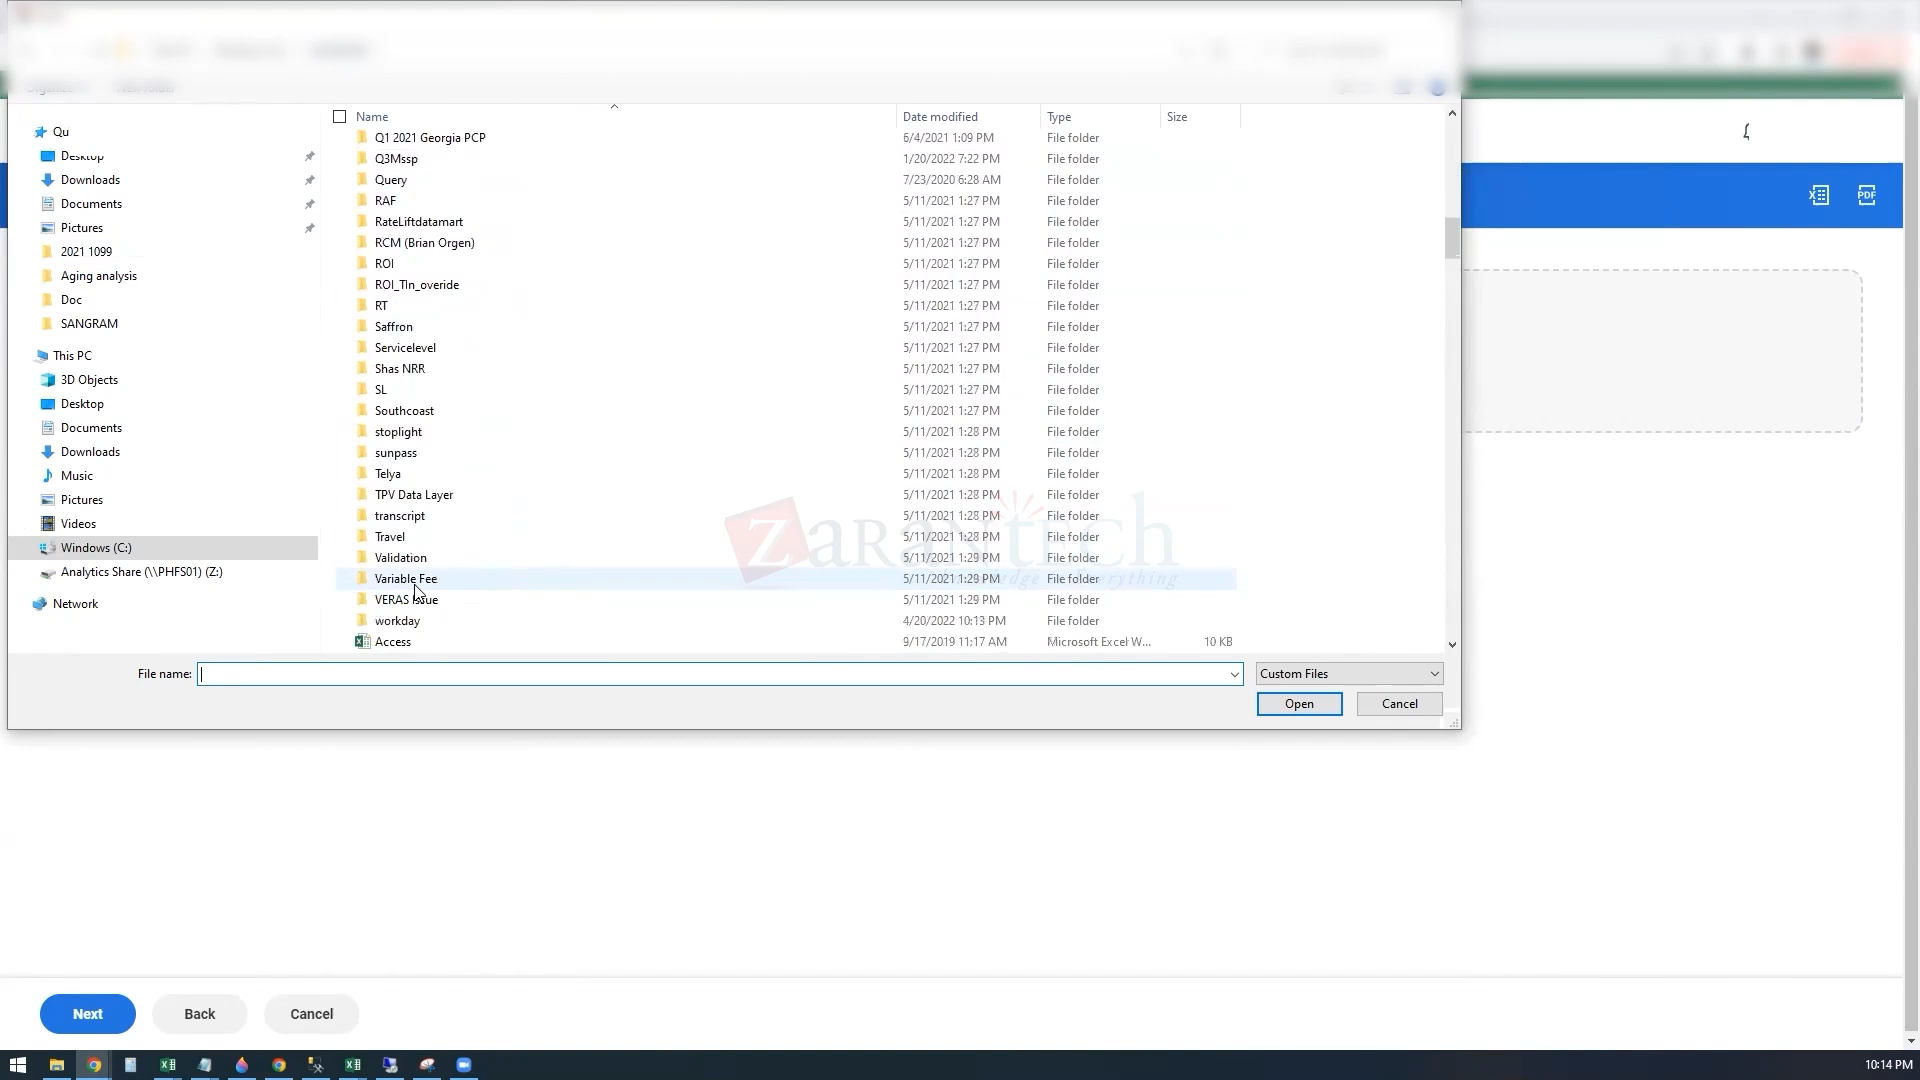 Name
Date modified
Type
Size
Qu
Desktop
Downloads
Documents
Pictures
2021 1099
Aging analysis
Doc
SANGRAM
This PC
3D Objects
Desktop
Documents
Downloads
Music
Pictures
Videos
Windows (C:)
Analytics Share (\\PHFS01) (Z:)
Network
Q1 2021 Georgia PCP 6/4/2021 1:09 PM File folder
Q3Mssp 1/20/2022 7:22 PM File folder
Query 7/23/2020 6:28 AM File folder
RAF 5/11/2021 1:27 PM File folder
RateLiftdatamart 5/11/2021 1:27 PM File folder
RCM (Brian Orgen) 5/11/2021 1:27 PM File folder
ROI 5/11/2021 1:27 PM File folder
ROI_TIn_overide 5/11/2021 1:27 PM File folder
RT 5/11/2021 1:27 PM File folder
Saffron 5/11/2021 1:27 PM File folder
Servicelevel 5/11/2021 1:27 PM File folder
Shas NRR 5/11/2021 1:27 PM File folder
SL 5/11/2021 1:27 PM File folder
Southcoast 5/11/2021 1:27 PM File folder
stoplight 5/11/2021 1:28 PM File folder
sunpass 5/11/2021 1:28 PM File folder
Telya 5/11/2021 1:28 PM File folder
TPV Data Layer 5/11/2021 1:28 PM File folder
transcript 5/11/2021 1:28 PM File folder
Travel 5/11/2021 1:28 PM File folder
Validation 5/11/2021 1:29 PM File folder
Variable Fee 5/11/2021 1:29 PM File folder
VERAS Issue 5/11/2021 1:29 PM File folder
workday 4/20/2022 10:13 PM File folder
Access 9/17/2019 11:17 AM Microsoft Excel W... 10 KB
ZARANTECH
File name:
Custom Files
Open
Cancel
PDF
Next
Back
Cancel
10:14 PM